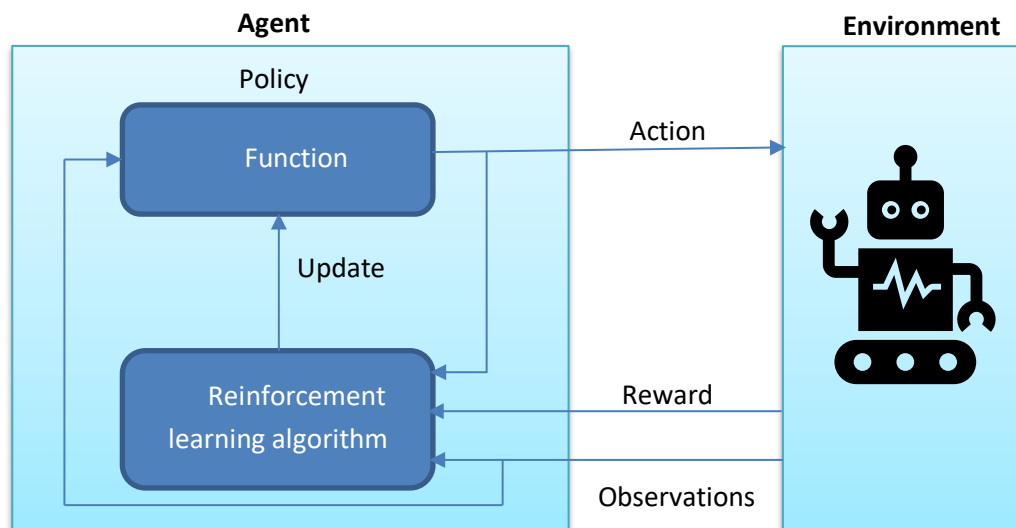 Agent
Environment
Policy
Function
Action
Update
Reinforcement
learning algorithm
Reward
Observations